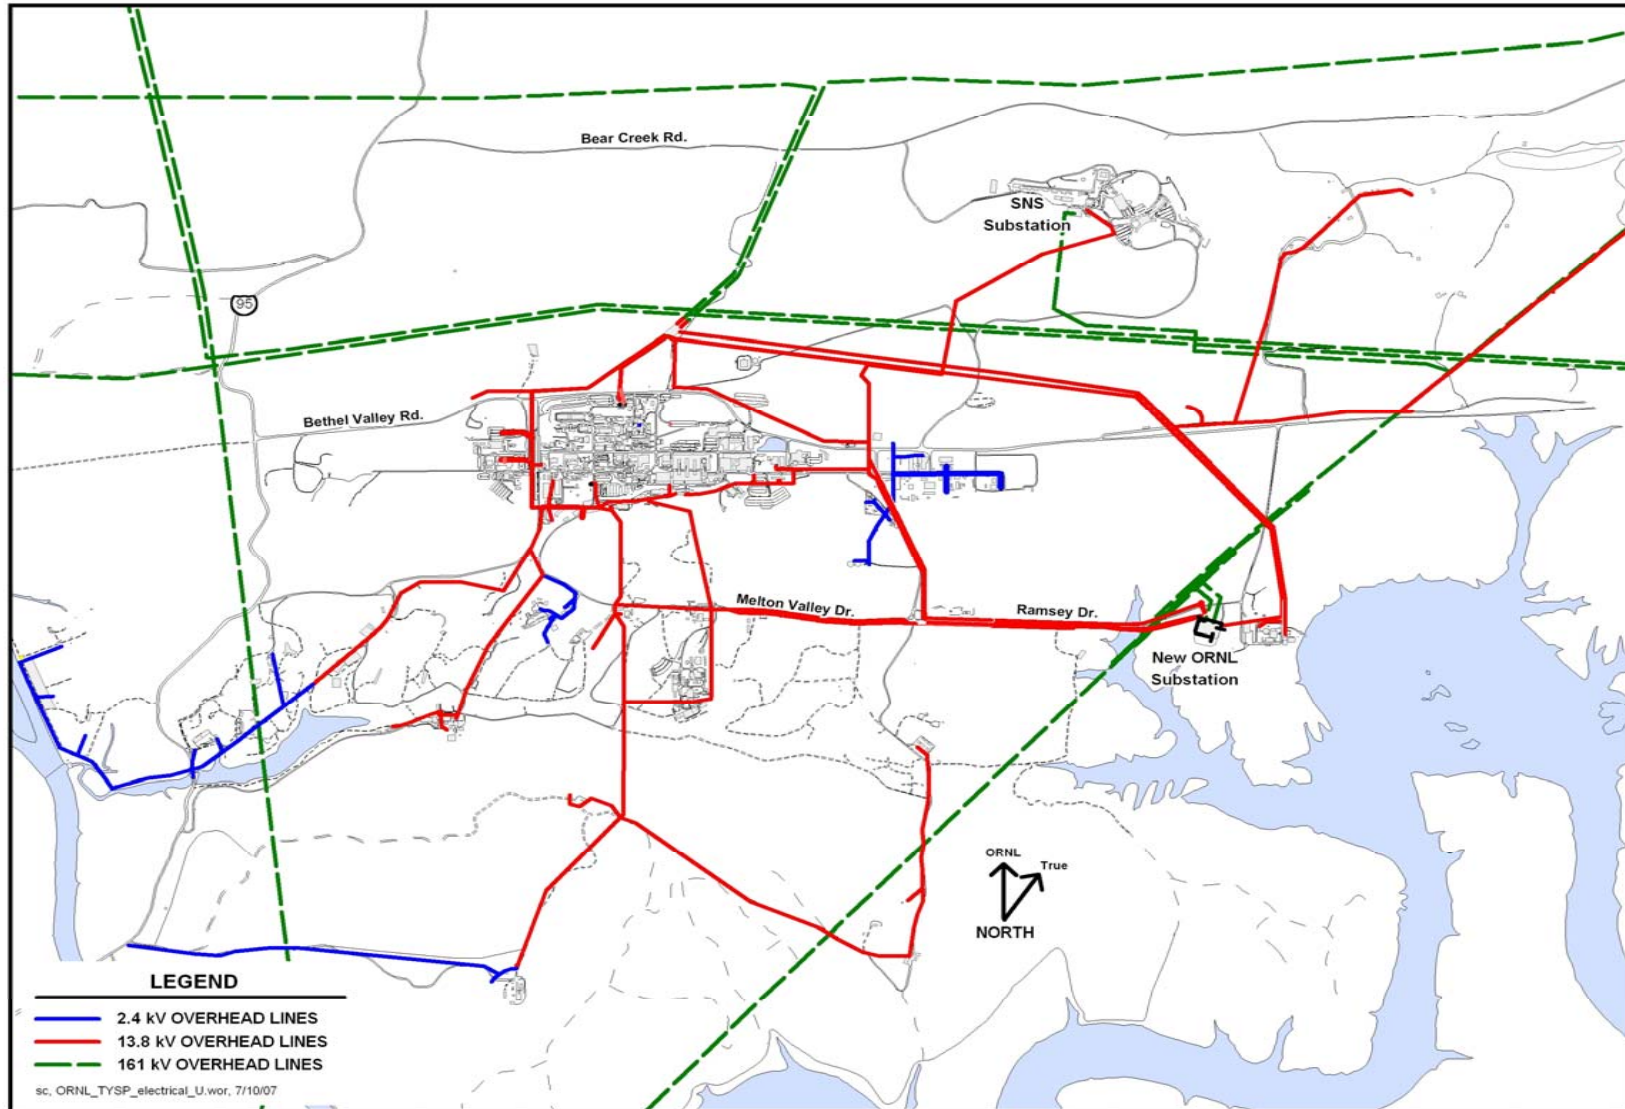 Bear Creek Rd.
SNS
Substation
95
Bethel Valley Rd.
Melton Valley Dr.
Ramsey Dr.
New ORNL
Substation
ORNL
True
NORTH
LEGEND
2.4 kV OVERHEAD LINES
13.8 kV OVERHEAD LINES
161 kV OVERHEAD LINES
sc, ORNL_TYSP_electrical_U.wor, 7/10/07